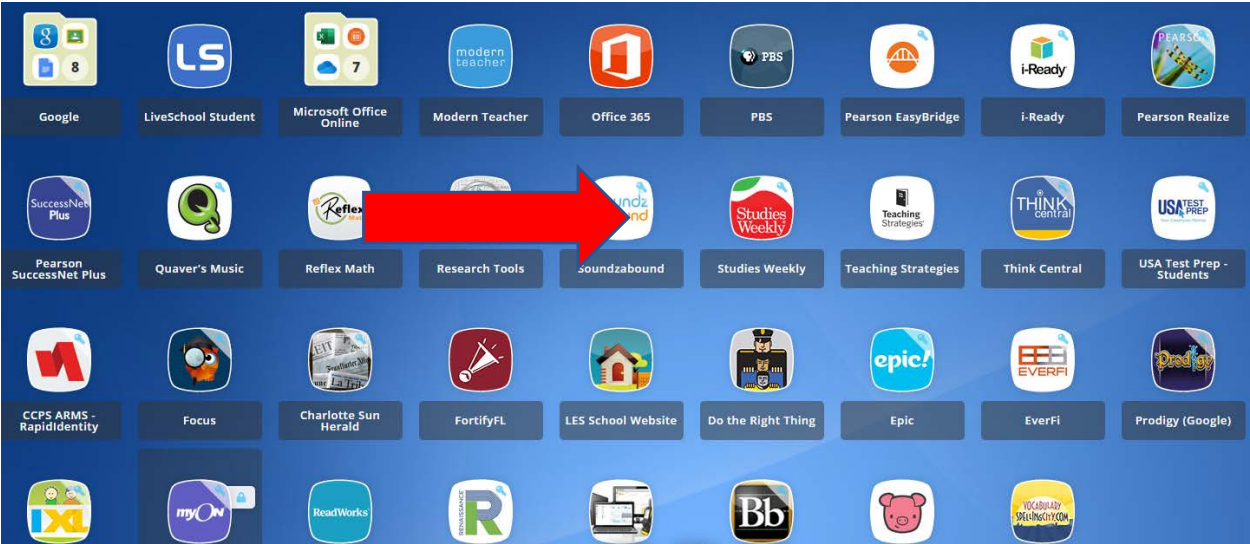 8
7
LS
modern
teacher
PBS
i-Ready
PEARSON
Google
LiveSchool Student
Microsoft Office
Online
Modern Teacher
Office 365
PBS
Pearson EasyBridge
i-Ready
Pearson Realize
SuccessNet
Plus
Reflex
undz
nd
Studies
Weekly
Teaching
Strategies
THINK
central
USA TEST
PREP
Pearson
SuccessNet Plus
Quaver's Music
Reflex Math
Research Tools
Soundzabound
Studies Weekly
Teaching Strategies
Think Central
USA Test Prep -
Students
epic!
EVERFI
Prodigy
CCPS ARMS -
RapidIdentity
Focus
Charlotte Sun
Herald
FortifyFL
LES School Website
Do the Right Thing
Epic
EverFi
Prodigy (Google)
IXL
myON
ReadWorks
RENAISSANCE
R
Bb
VOCABULARY
SPELLINGCITY.COM